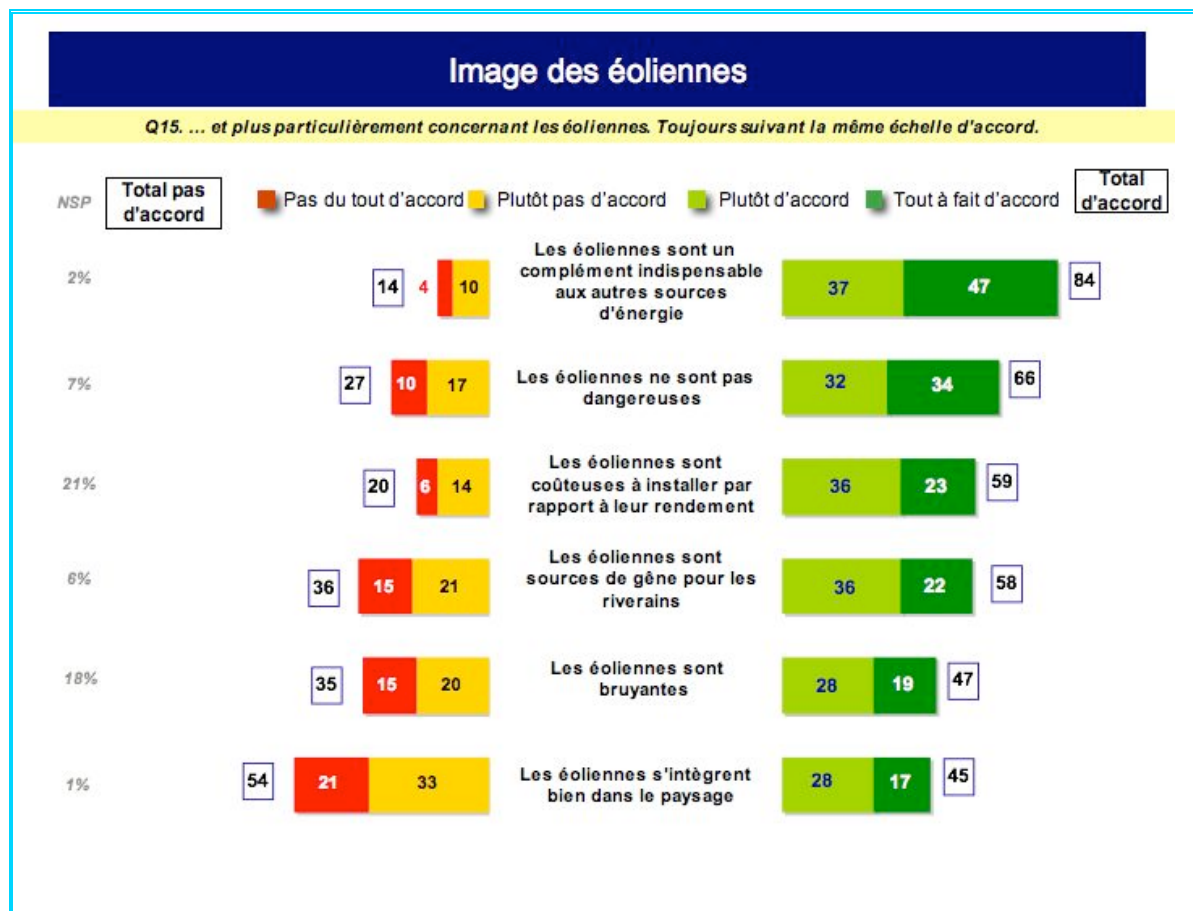 Image des éoliennes
Q15. ... et plus particulièrement concernant les éoliennes. Toujours suivant la même échelle d'accord.
NSP
Total pas
d'accord
Pas du tout d'accord
Plutôt pas d'accord
Plutôt d'accord
Tout à fait d'accord
Total
d'accord
2%
14
4
10
Les éoliennes sont un
complément indispensable
aux autres sources
d'énergie
37
47
84
7%
27
10
17
Les éoliennes ne sont pas
dangereuses
32
34
66
21%
20
6
14
Les éoliennes sont
coûteuses à installer par
rapport à leur rendement
36
23
59
6%
36
15
21
Les éoliennes sont
sources de gêne pour les
riverains
36
22
58
18%
35
15
20
Les éoliennes sont
bruyantes
28
19
47
1%
54
21
33
Les éoliennes s'intègrent
bien dans le paysage
28
17
45